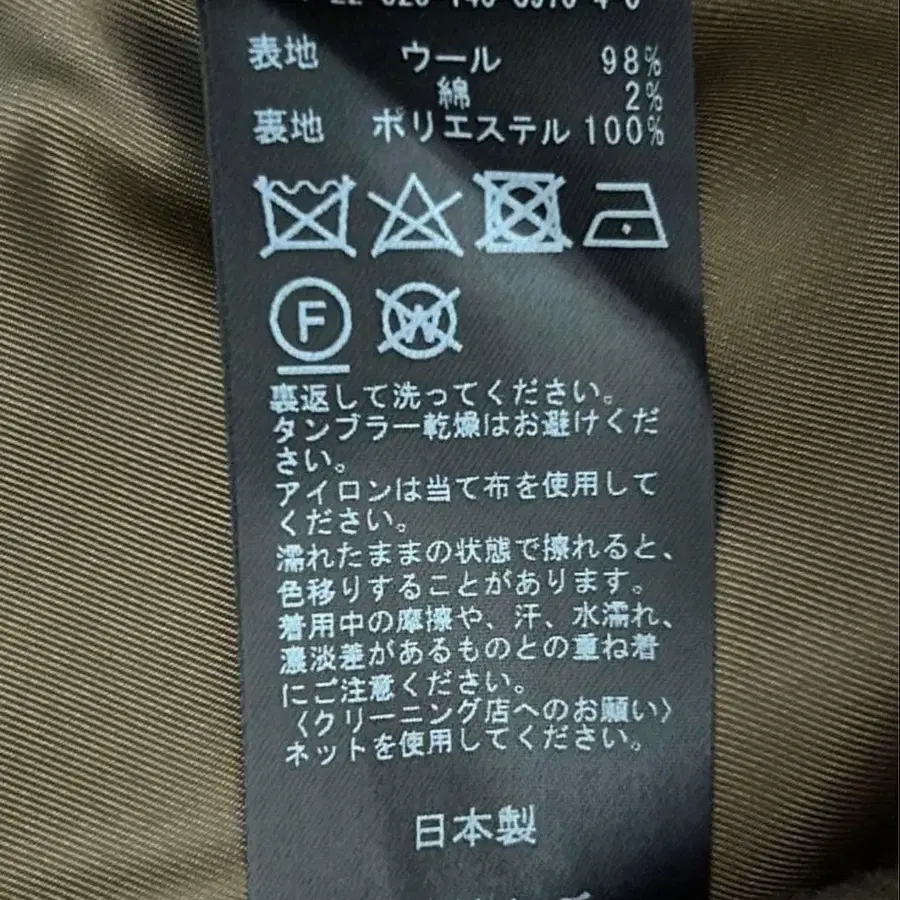 表地 ウール 98%
綿 2%
裏地 ポリエステル 100%
F
W
裏返して洗ってください。
タンブラー乾燥はお避けくだ
さい。
アイロンは当て布を使用して
ください。
濡れたままの状態で擦れると、
色移りすることがあります。
着用中の摩擦や、汗、水濡れ、
濃淡差があるものとの重ね着
にご注意ください。
〈クリーニング店へのお願い〉
ネットを使用してください。
日本製